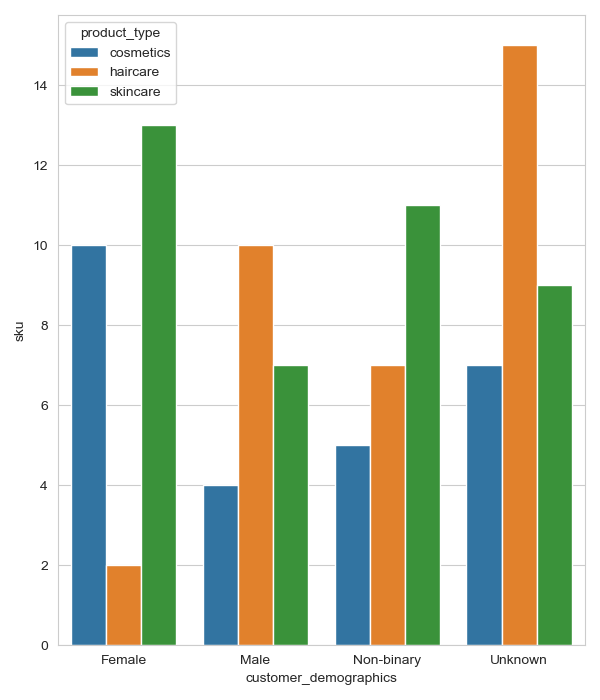 product_type
cosmetics
haircare
skincare
14
12
10
8
6
4
2
0
sku
Female Male Non-binary Unknown
customer_demographics